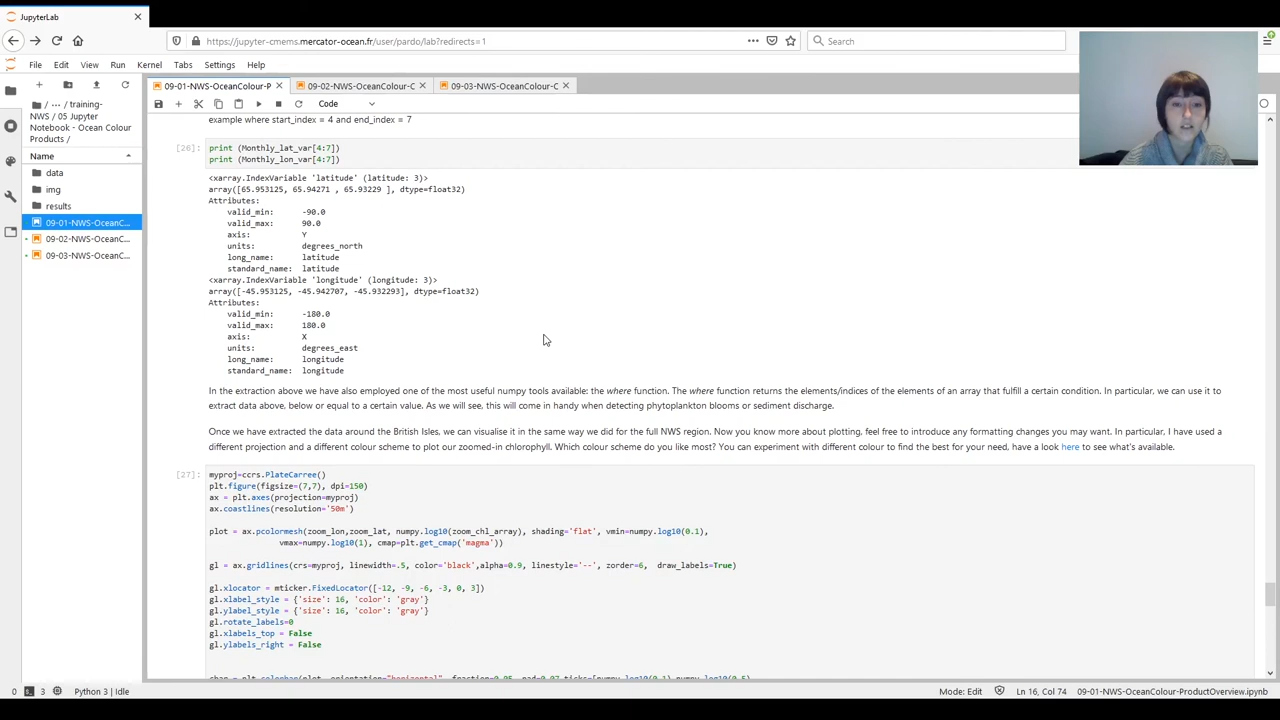 JupyterLab
https://jupyter-cmems.mercator-ocean.fr/user/pardo/lab?redirects=1
Search
File Edit View Run Kernel Tabs Settings Help
09-01-NWS-OceanColour-P
09-02-NWS-OceanColour-C
09-03-NWS-OceanColour-C
Code
/ ··· / training-
NWS / 05 Jupyter
Notebook - Ocean Colour
Products /
Name
data
img
results
09-01-NWS-OceanC...
09-02-NWS-OceanC...
09-03-NWS-OceanC...
example where start_index = 4 and end_index = 7
[26]:
print (Monthly_lat_var[4:7])
print (Monthly_lon_var[4:7])
<xarray.IndexVariable 'latitude' (latitude: 3)>
array([65.953125, 65.94271 , 65.93229 ], dtype=float32)
Attributes:
valid_min: -90.0
valid_max: 90.0
axis: Y
units: degrees_north
long_name: latitude
standard_name: latitude
<xarray.IndexVariable 'longitude' (longitude: 3)>
array([-45.953125, -45.942707, -45.932293], dtype=float32)
Attributes:
valid_min: -180.0
valid_max: 180.0
axis: X
units: degrees_east
long_name: longitude
standard_name: longitude
In the extraction above we have also employed one of the most useful numpy tools available: the where function. The where function returns the elements/indices of the elements of an array that fulfill a certain condition. In particular, we can use it to
extract data above, below or equal to a certain value. As we will see, this will come in handy when detecting phytoplankton blooms or sediment discharge.
Once we have extracted the data around the British Isles, we can visualise it in the same way we did for the full NWS region. Now you know more about plotting, feel free to introduce any formatting changes you may want. In particular, I have used a
different projection and a different colour scheme to plot our zoomed-in chlorophyll. Which colour scheme do you like most? You can experiment with different colour to find the best for your need, have a look here to see what's available.
[27]:
myproj=ccrs.PlateCarree()
plt.figure(figsize=(7,7), dpi=150)
ax = plt.axes(projection=myproj)
ax.coastlines(resolution='50m')
plot = ax.pcolormesh(zoom_lon,zoom_lat, numpy.log10(zoom_chl_array), shading='flat', vmin=numpy.log10(0.1),
vmax=numpy.log10(1), cmap=plt.get_cmap('magma'))
gl = ax.gridlines(crs=myproj, linewidth=.5, color='black',alpha=0.9, linestyle='--', zorder=6,  draw_labels=True)
gl.xlocator = mticker.FixedLocator([-12, -9, -6, -3, 0, 3])
gl.xlabel_style = {'size': 16, 'color': 'gray'}
gl.ylabel_style = {'size': 16, 'color': 'gray'}
gl.rotate_labels=0
gl.xlabels_top = False
gl.ylabels_right = False
0 3 Python 3 | Idle
Mode: Edit
Ln 16, Col 74
09-01-NWS-OceanColour-ProductOverview.ipynb